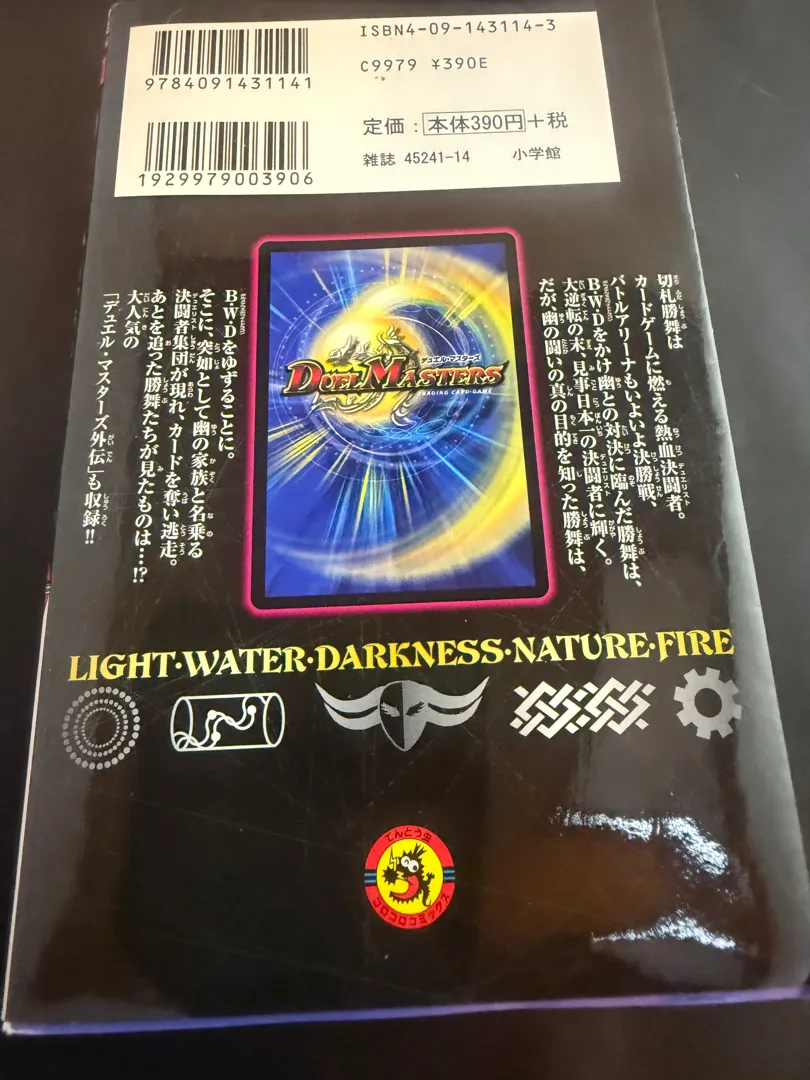 ISBN4-09-143114-3
9784091431141
C9979 ¥390E
定価：本体390円+税
雑誌 45241-14 小学館
1929979003906
切札勝舞は
カードゲームに燃える熱血決闘者。
バトルアリーナもいよいよ決勝戦、
B・W・Dをかけ幽との対決に臨んだ勝舞は、
大逆転の末、見事日本一の決闘者に輝く。
だが、幽の闘いの真の目的を知った勝舞は、
B・W・Dをゆずることに。
そこに、突如として幽の家族と名乗る
決闘者集団が現れ、カードを奪い逃走。
あとを追った勝舞たちが見たものは…!?
大人気の
「デュエル・マスターズ外伝」も収録!!
デュエル・マスターズ
DUEL MASTERS
TRADING CARD GAME
LIGHT・WATER・DARKNESS・NATURE・FIRE
てんとう虫
コロコロコミックス